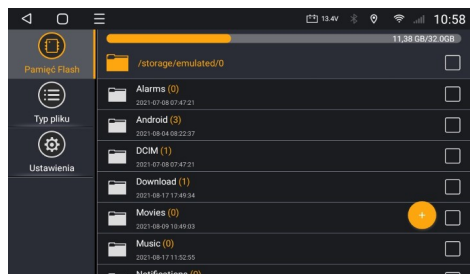 13.4V
10:58
11,38 GB/32.0GB
Pamięć Flash
Typ pliku
Ustawienia
/storage/emulated/0
Alarms (0)
2021-07-08 07:47:21
Android (3)
2021-08-04 08:22:37
DCIM (1)
2021-07-08 07:47:21
Download (1)
2021-08-17 17:49:34
Movies (0)
2021-08-09 18:49:03
Music (0)
2021-08-17 11:52:55
Notifications (0)